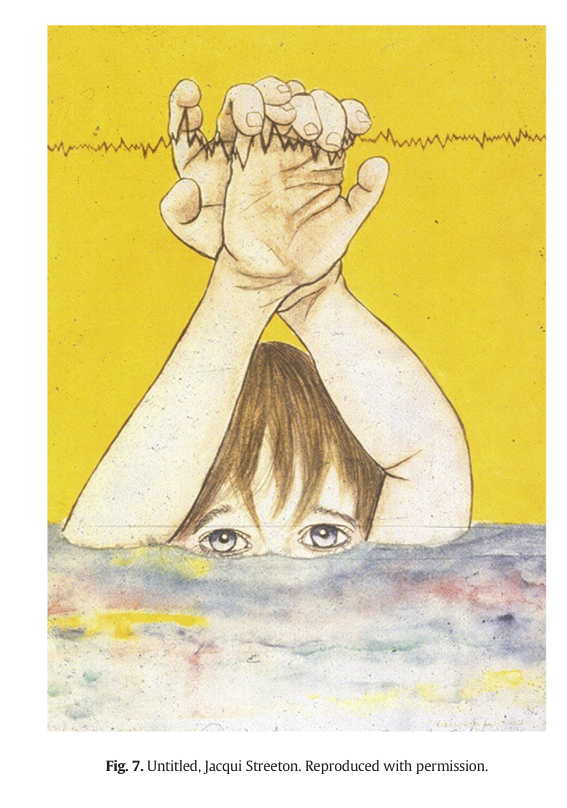 Fig. 7. Untitled, Jacqui Streeton. Reproduced with permission.